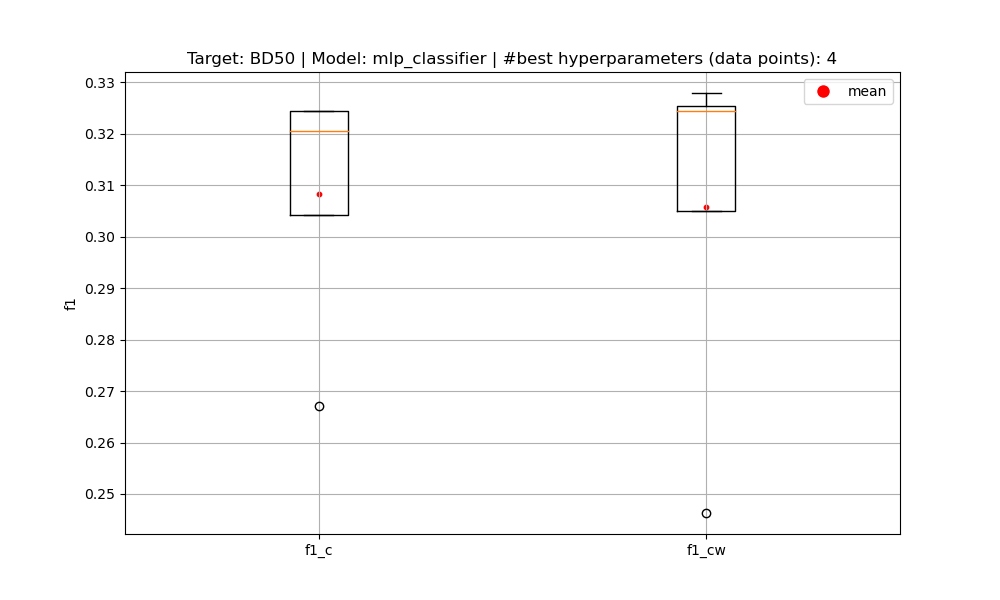 Target: BD50 | Model: mlp_classifier | #best hyperparameters (data points): 4
mean
0.33
0.32
0.31
0.30
0.29
0.28
0.27
0.26
0.25
f1
f1_c
f1_cw